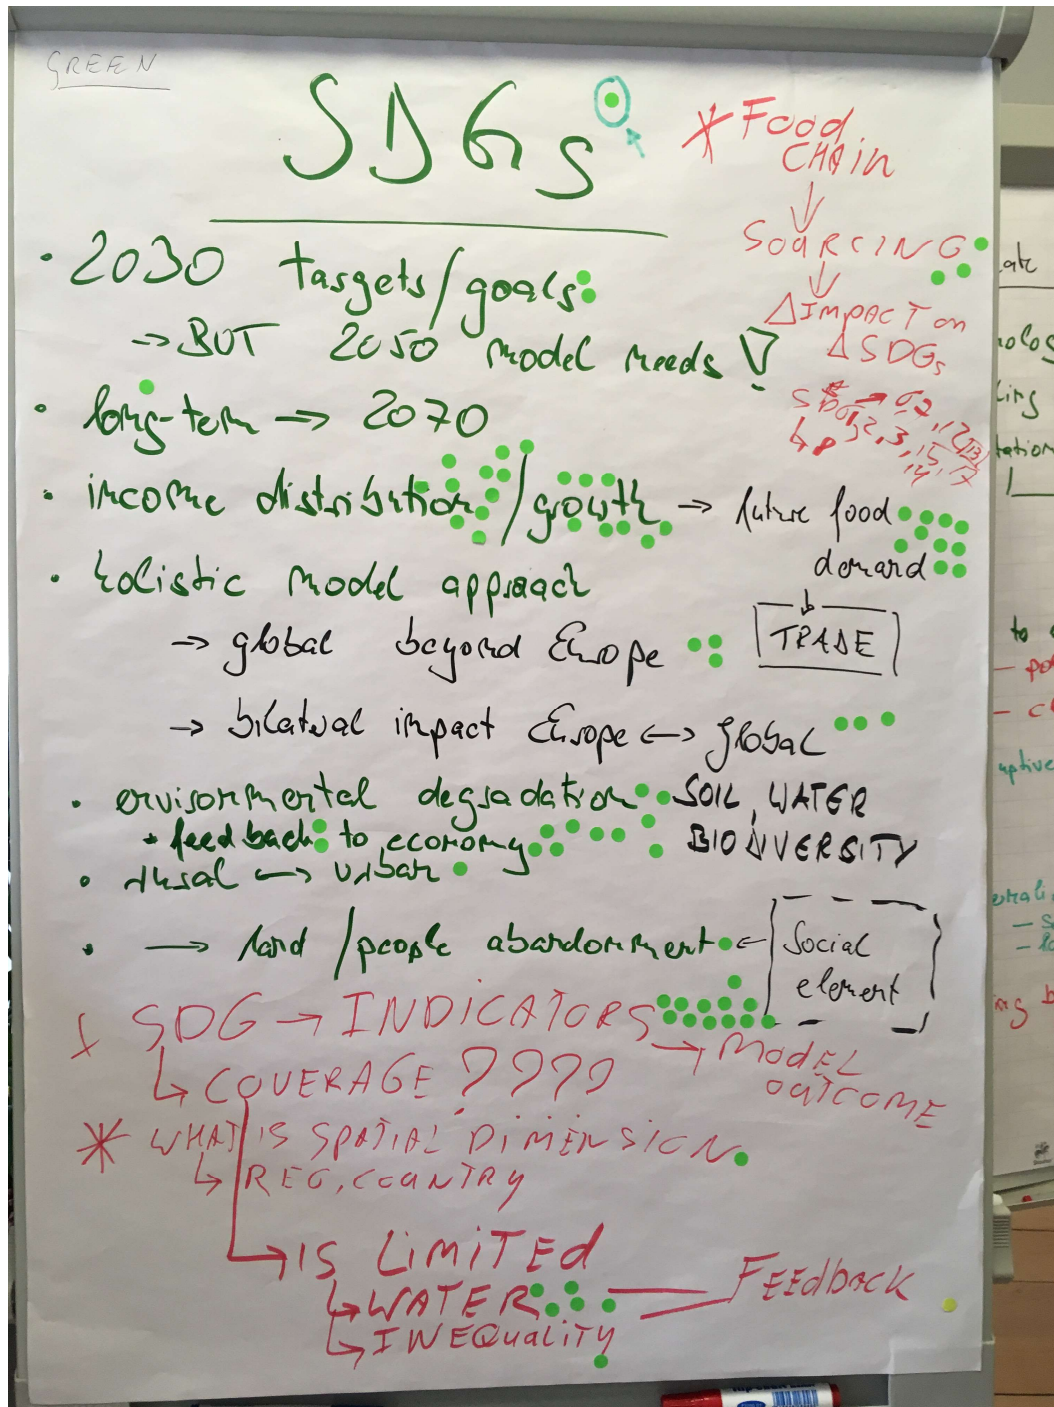 GREEN
SDGs
* Food
CHAIN
SOURCING
△ IMPACT on
△ SDGs
• 2030 targets/goals
→ BUT 2050 model needs !
• long-term → 2070
• income distribution/growth → future food
demand
TRADE
• holistic model approach
→ global beyond Europe
→ bilateral impact Europe ↔ global
• environmental degradation SOIL, WATER
BIODIVERSITY
→ feedback to economy
• rural ↔ urban
• → land/people abandonment ← Social
element
SDG → INDICATORS → MODEL
OUTCOME
↳ COVERAGE ????
* WHAT IS SPATIAL DIMENSION
↳ REG, COUNTRY
↳ IS LIMITED
↳ WATER FEEdBACK
↳ INEQUALITY